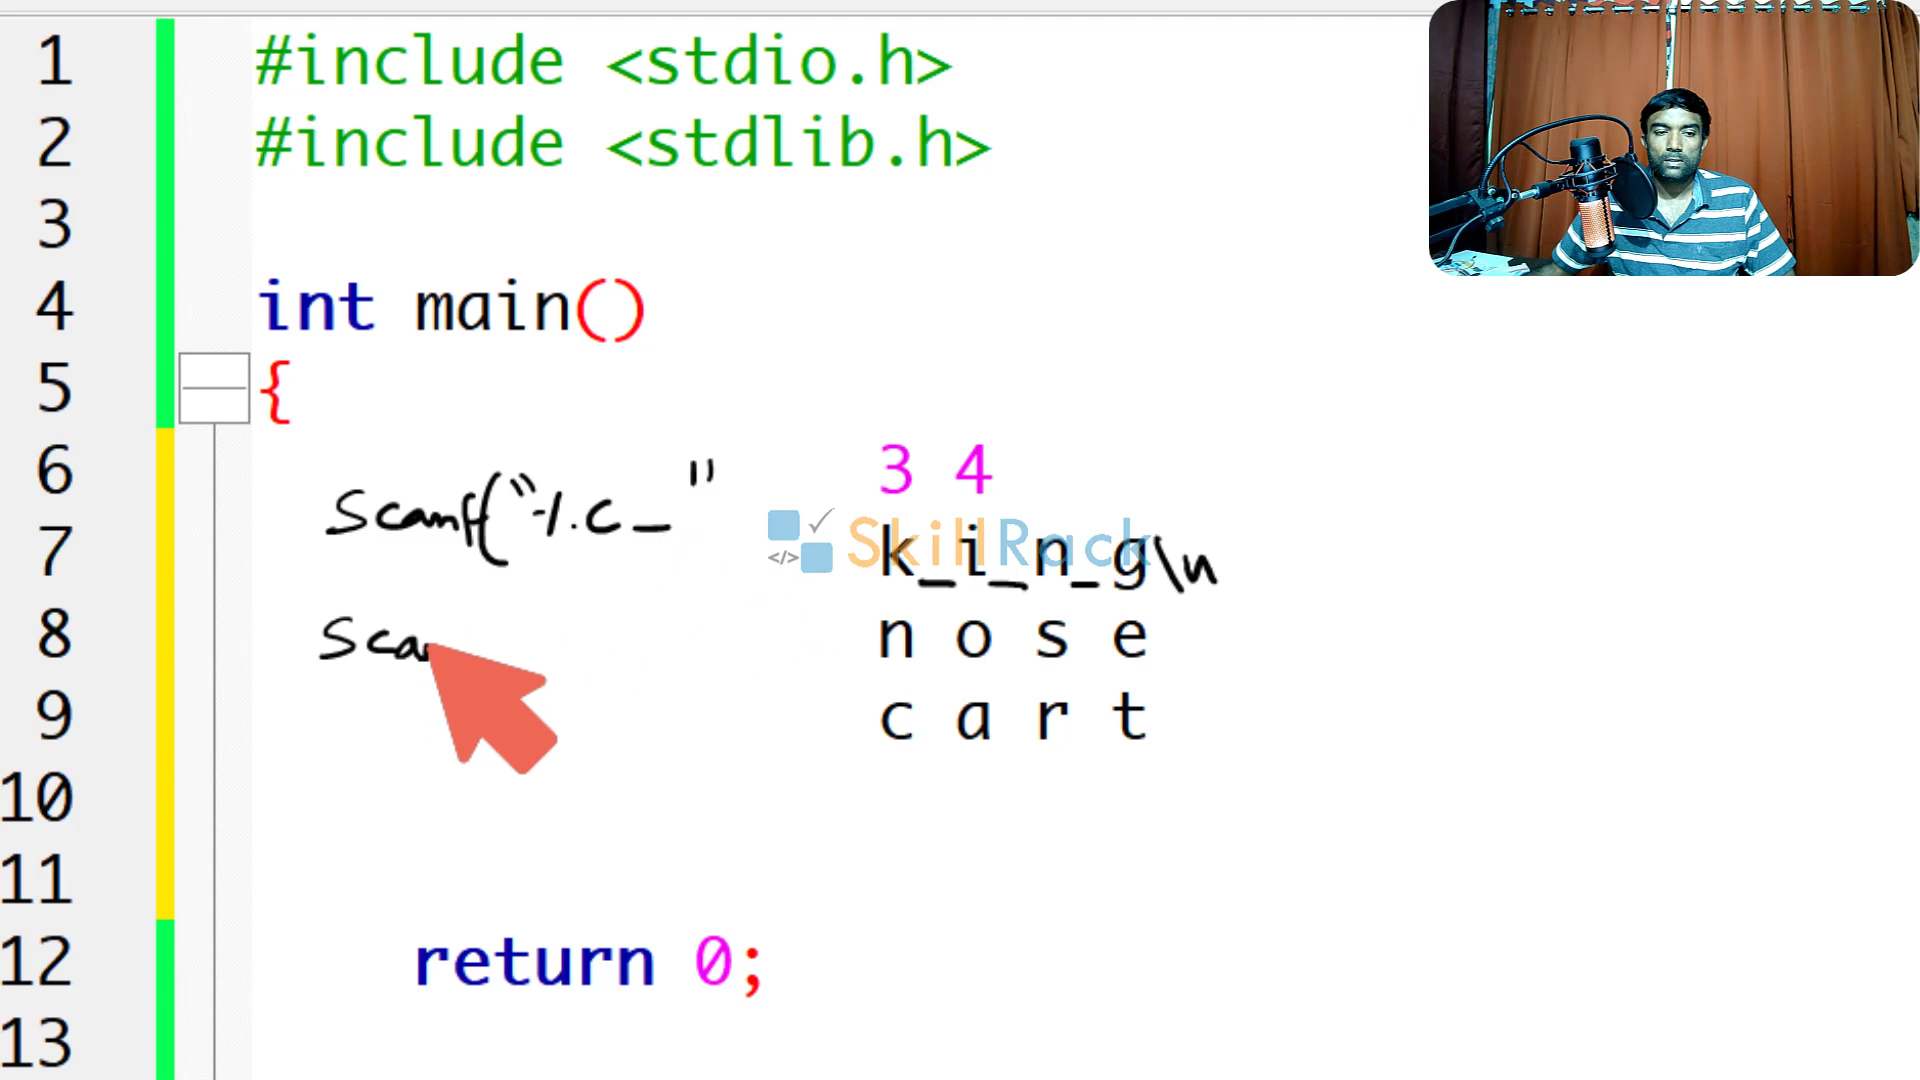 1 #include <stdio.h>
2 #include <stdlib.h>
3
4 int main()
5 {
6 3 4
scanf("%c_"
SkillRack
7 k_i_n_g\n
8 n o s e
Sca
9 c a r t
10
11
12 return 0;
13